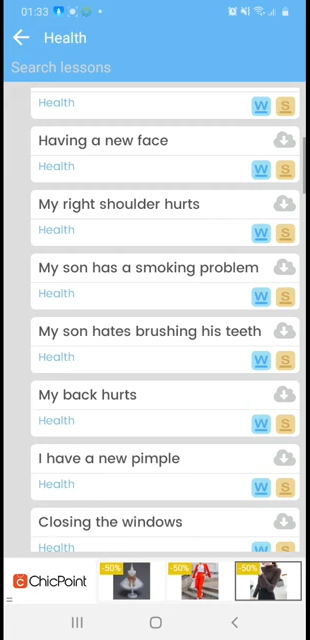 01:33
Health
Search lessons
Health
W S
Having a new face
Health
W S
My right shoulder hurts
Health
W S
My son has a smoking problem
Health
W S
My son hates brushing his teeth
Health
W S
My back hurts
Health
W S
I have a new pimple
Health
W S
Closing the windows
Health
W S
ChicPoint
-50%
-50%
-50%